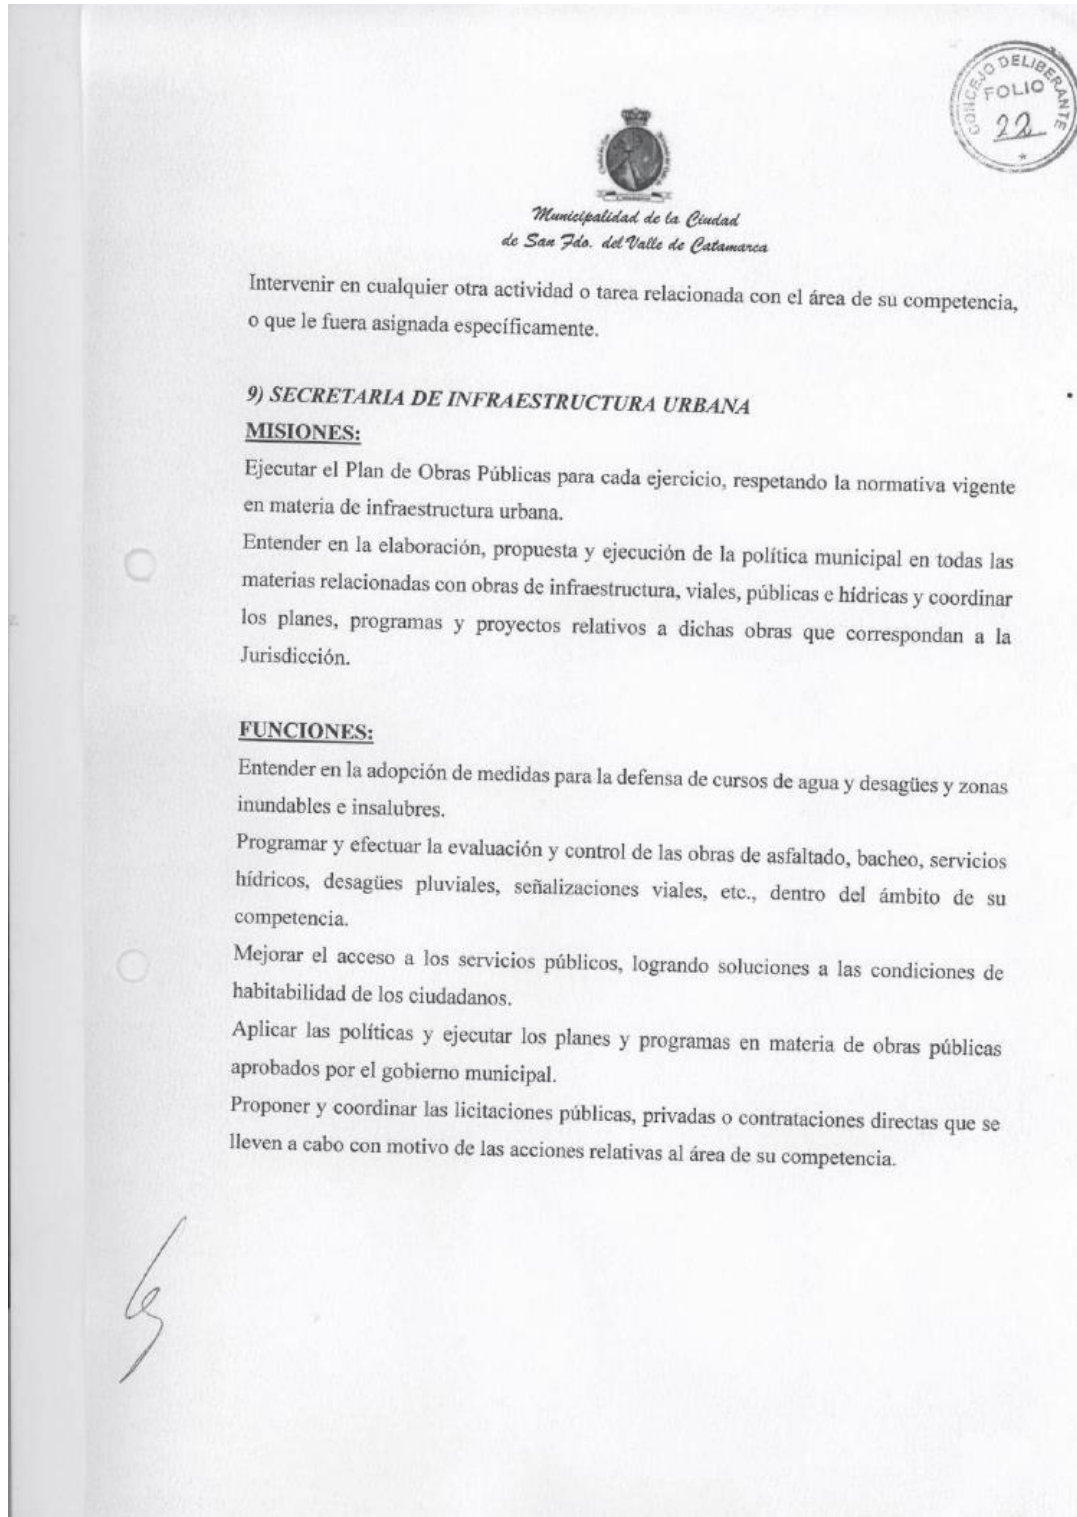 CONCEJO DELIBERANTE
FOLIO
22
Municipalidad de la Ciudad
de San Fdo. del Valle de Catamarca
Intervenir en cualquier otra actividad o tarea relacionada con el área de su competencia,
o que le fuera asignada específicamente.
9) SECRETARIA DE INFRAESTRUCTURA URBANA
MISIONES:
Ejecutar el Plan de Obras Públicas para cada ejercicio, respetando la normativa vigente
en materia de infraestructura urbana.
Entender en la elaboración, propuesta y ejecución de la política municipal en todas las
materias relacionadas con obras de infraestructura, viales, públicas e hídricas y coordinar
los planes, programas y proyectos relativos a dichas obras que correspondan a la
Jurisdicción.
FUNCIONES:
Entender en la adopción de medidas para la defensa de cursos de agua y desagües y zonas
inundables e insalubres.
Programar y efectuar la evaluación y control de las obras de asfaltado, bacheo, servicios
hídricos, desagües pluviales, señalizaciones viales, etc., dentro del ámbito de su
competencia.
Mejorar el acceso a los servicios públicos, logrando soluciones a las condiciones de
habitabilidad de los ciudadanos.
Aplicar las políticas y ejecutar los planes y programas en materia de obras públicas
aprobados por el gobierno municipal.
Proponer y coordinar las licitaciones públicas, privadas o contrataciones directas que se
lleven a cabo con motivo de las acciones relativas al área de su competencia.